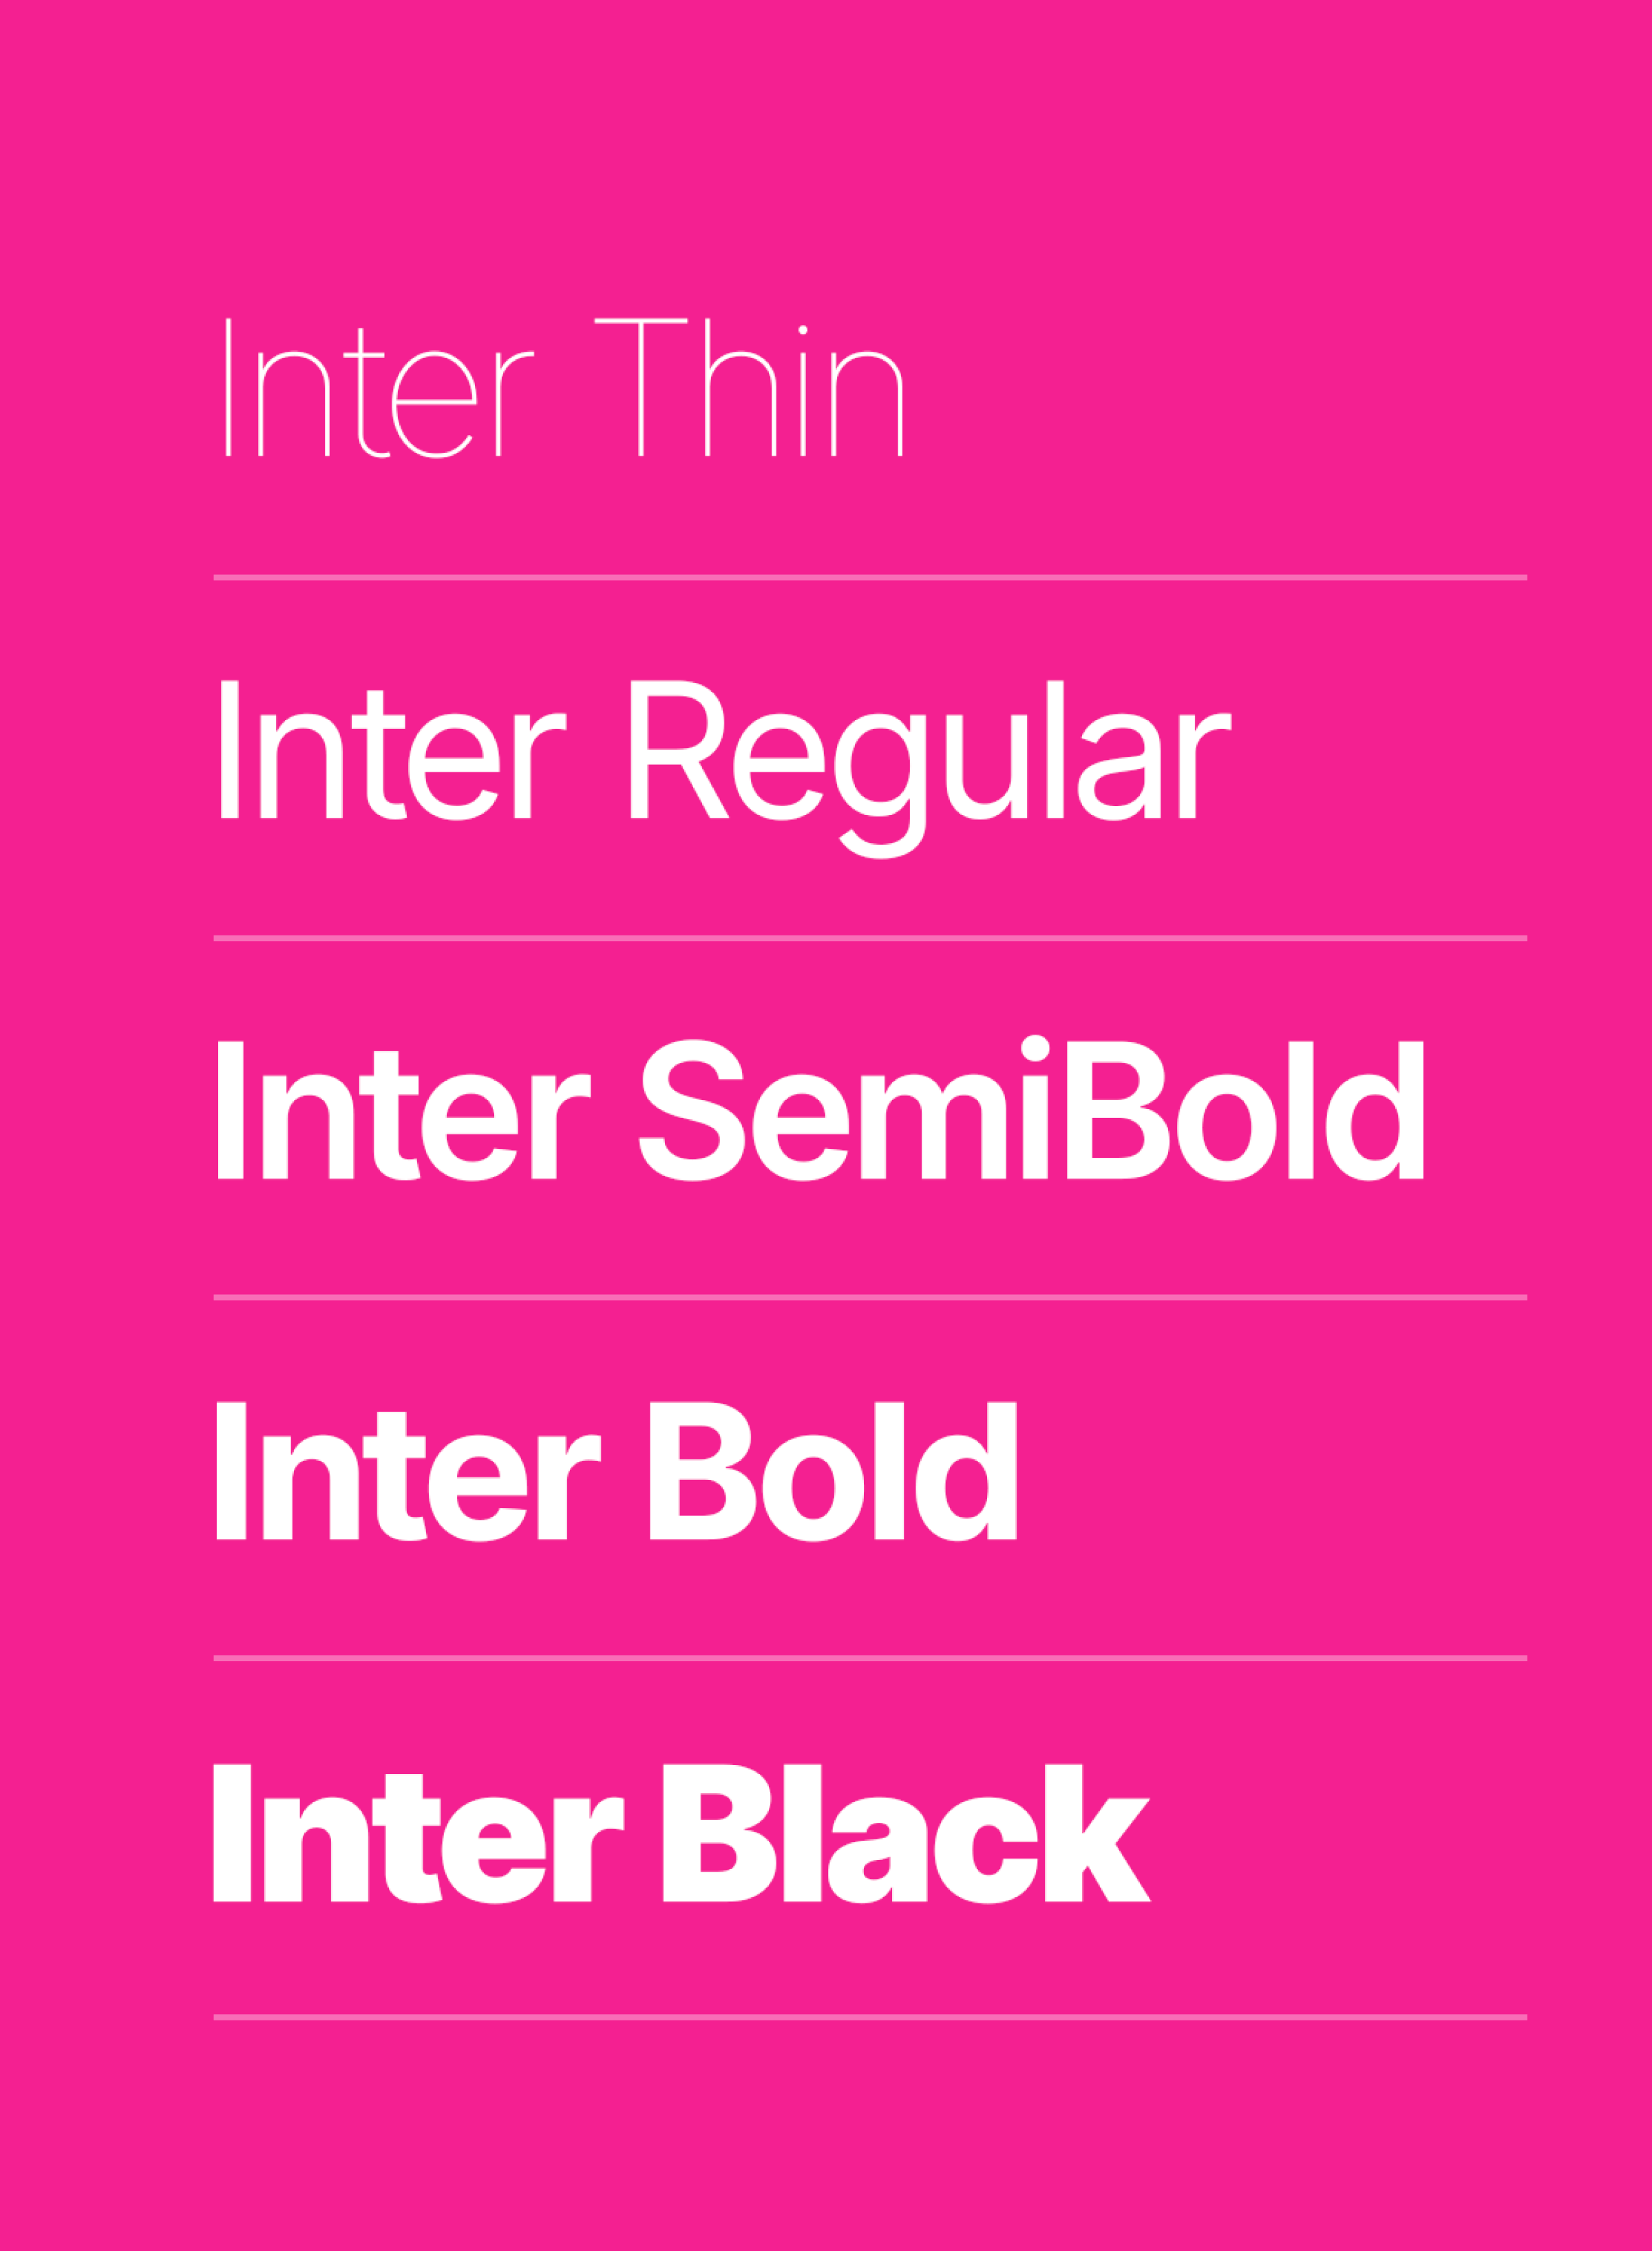 Inter Thin
Inter Regular
Inter SemiBold
Inter Bold
Inter Black